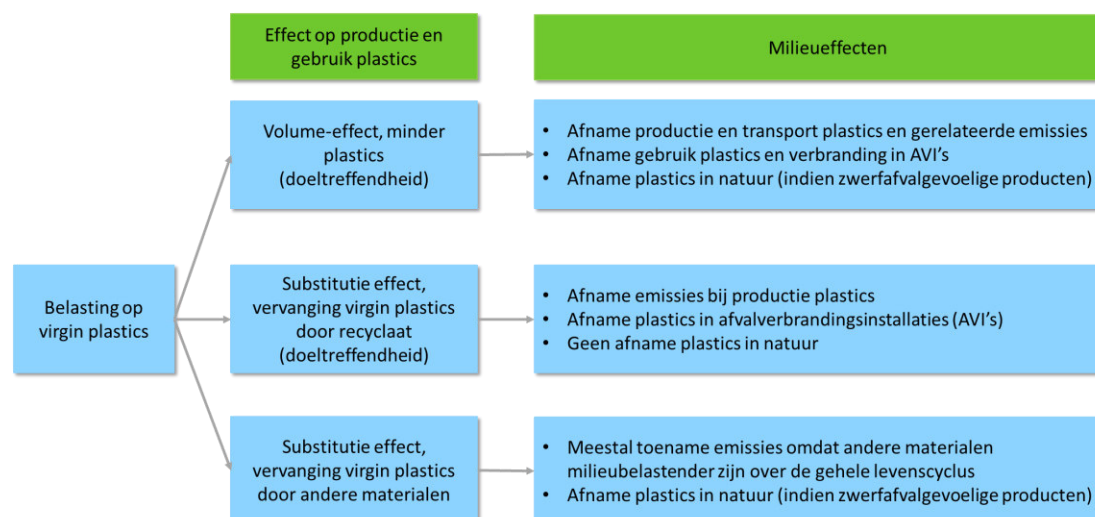 Effect op productie en
gebruik plastics
Milieueffecten
Volume-effect, minder
plastics
(doeltreffendheid)
• Afname productie en transport plastics en gerelateerde emissies
• Afname gebruik plastics en verbranding in AVI's
• Afname plastics in natuur (indien zwerfafvalgevoelige producten)
Belasting op
virgin plastics
Substitutie effect,
vervanging virgin plastics
door recyclaat
(doeltreffendheid)
• Afname emissies bij productie plastics
• Afname plastics in afvalverbrandingsinstallaties (AVI's)
• Geen afname plastics in natuur
Substitutie effect,
vervanging virgin plastics
door andere materialen
• Meestal toename emissies omdat andere materialen
milieubelastender zijn over de gehele levenscyclus
• Afname plastics in natuur (indien zwerfafvalgevoelige producten)